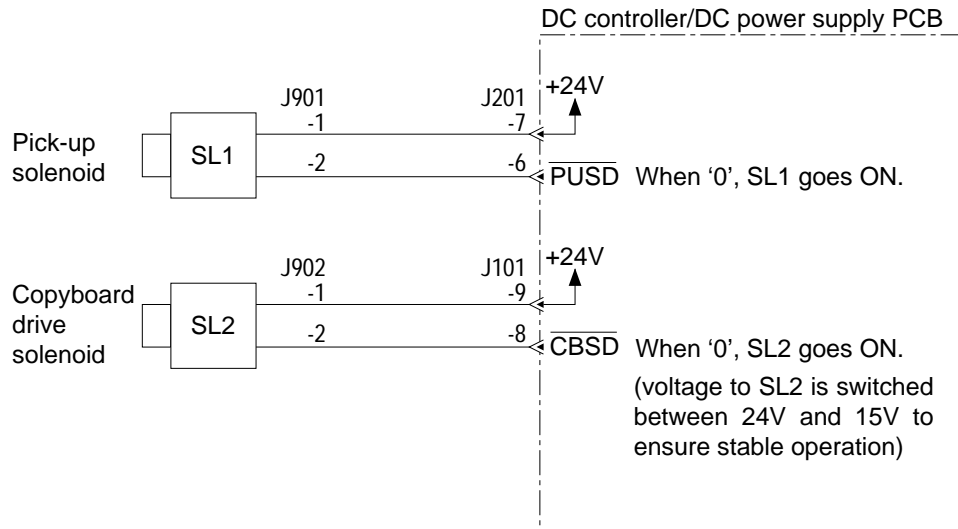 DC controller/DC power supply PCB
+24V
J901 J201
-1 -7
Pick-up
solenoid
SL1
-2 -6
PUSD When ‘0’, SL1 goes ON.
+24V
J902 J101
-1 -9
Copyboard
drive
solenoid
SL2
-2 -8
CBSD When ‘0’, SL2 goes ON.
(voltage to SL2 is switched
between 24V and 15V to
ensure stable operation)